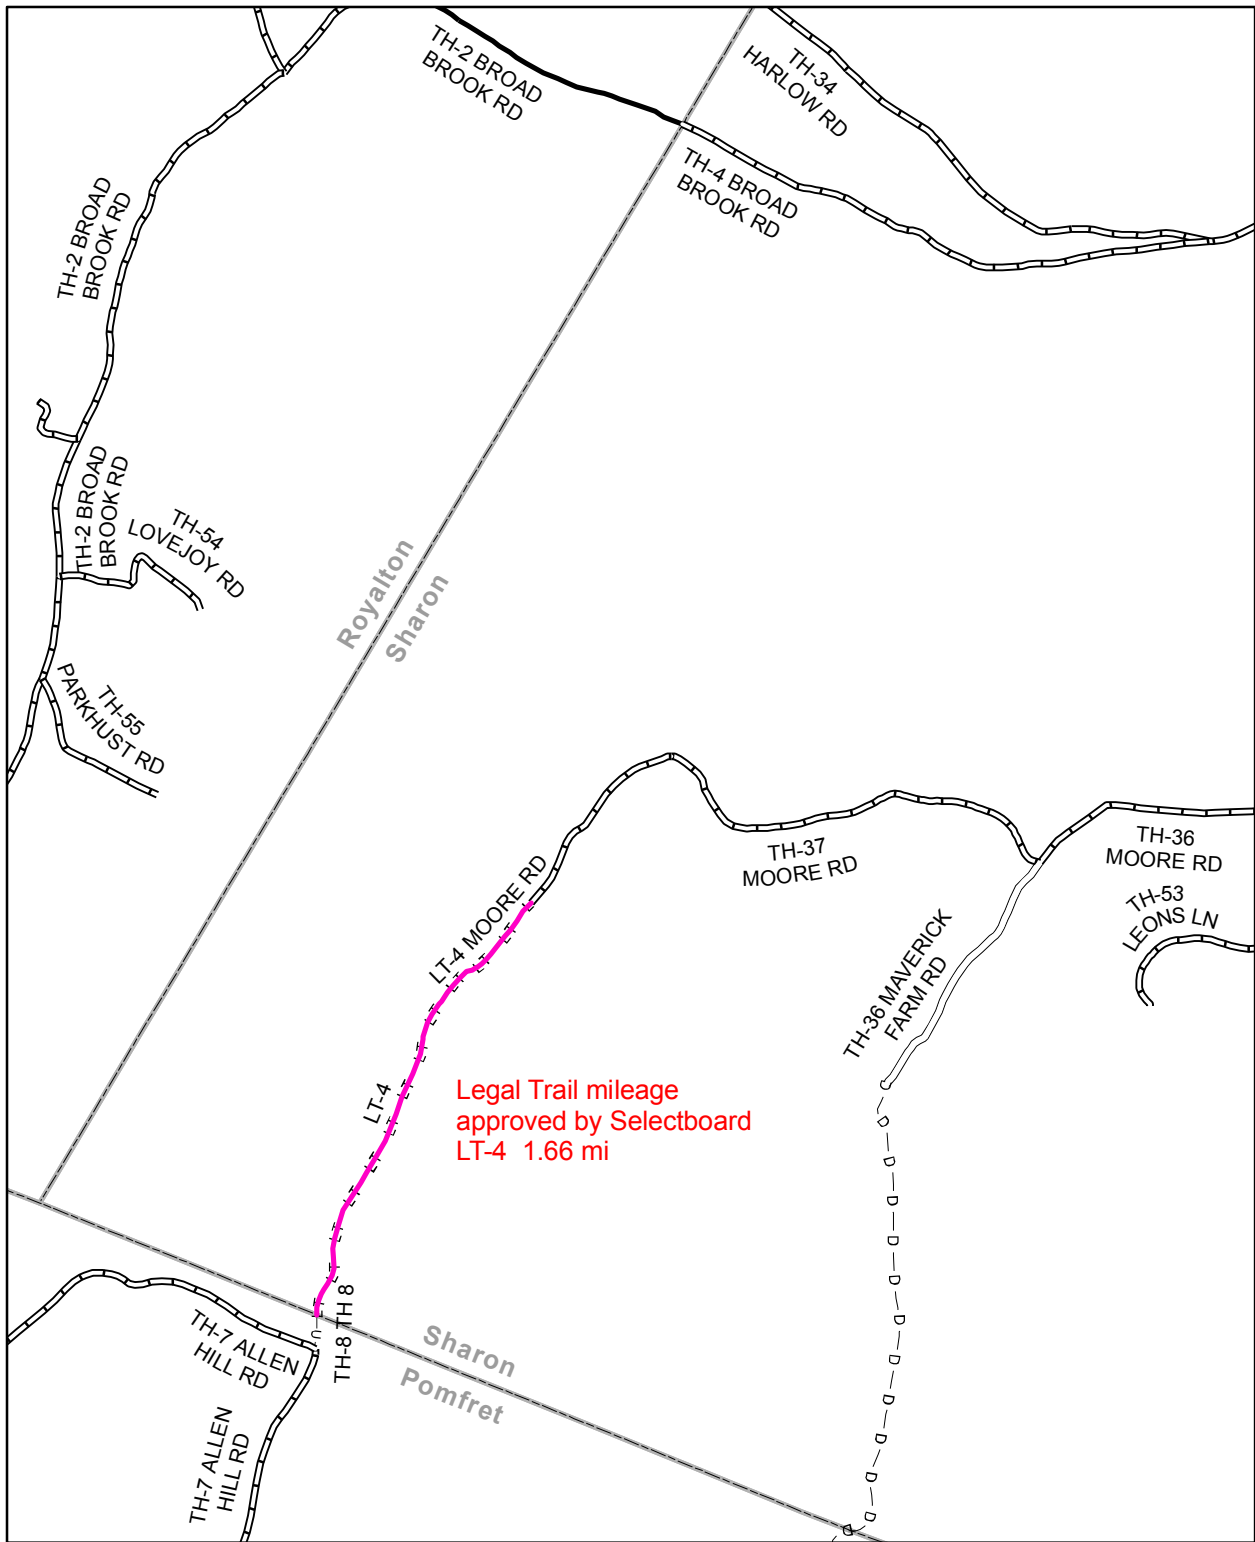 TH-2 BROAD
BROOK RD
TH-34
HARLOW RD
TH-4 BROAD
BROOK RD
TH-2 BROAD
BROOK RD
TH-2 BROAD
BROOK RD
TH-54
LOVEJOY RD
Royalton
Sharon
TH-55
PARKHUST RD
TH-37
MOORE RD
TH-36
MOORE RD
TH-53
LEONS LN
LT-4 MOORE RD
TH-36 MAVERICK
FARM RD
LT-4
Legal Trail mileage
approved by Selectboard
LT-4 1.66 mi
TH-8 TH 8
TH-7 ALLEN
HILL RD
Sharon
Pomfret
TH-7 ALLEN
HILL RD